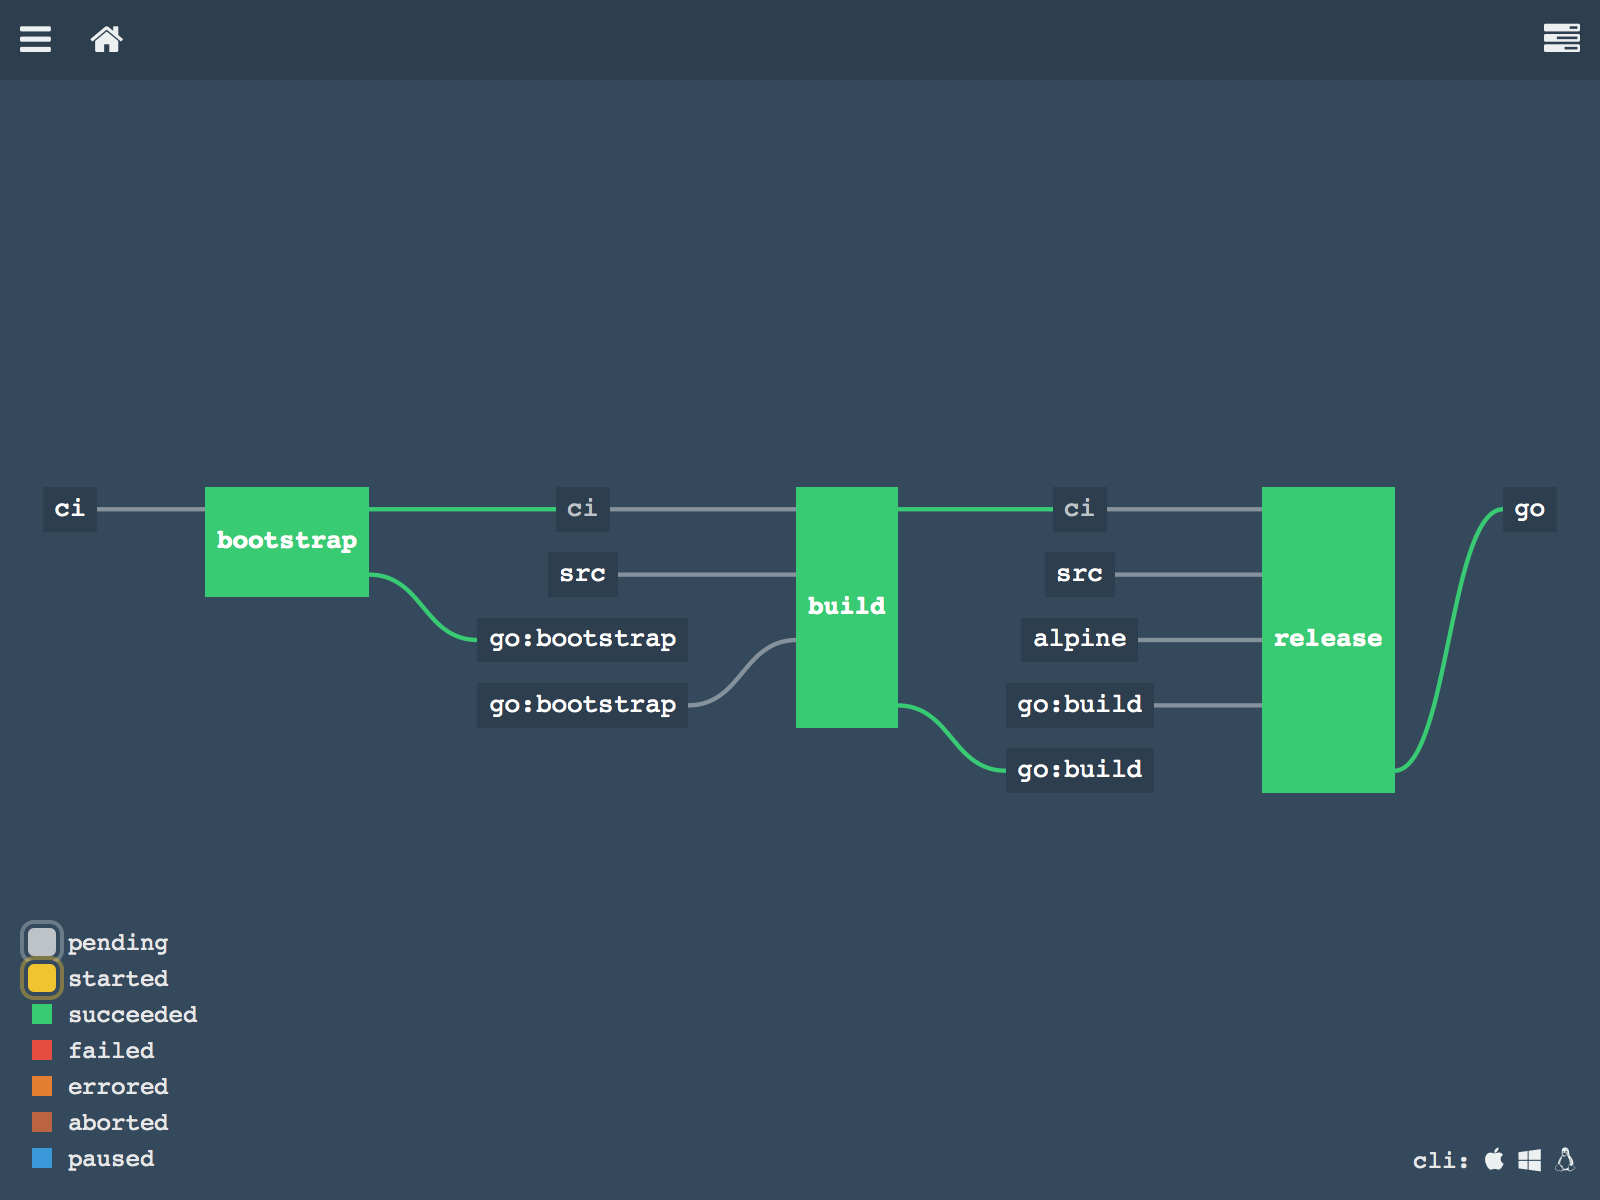 ci
bootstrap
ci
src
go:bootstrap
go:bootstrap
build
ci
src
alpine
go:build
go:build
release
go
pending
started
succeeded
failed
errored
aborted
paused
cli: